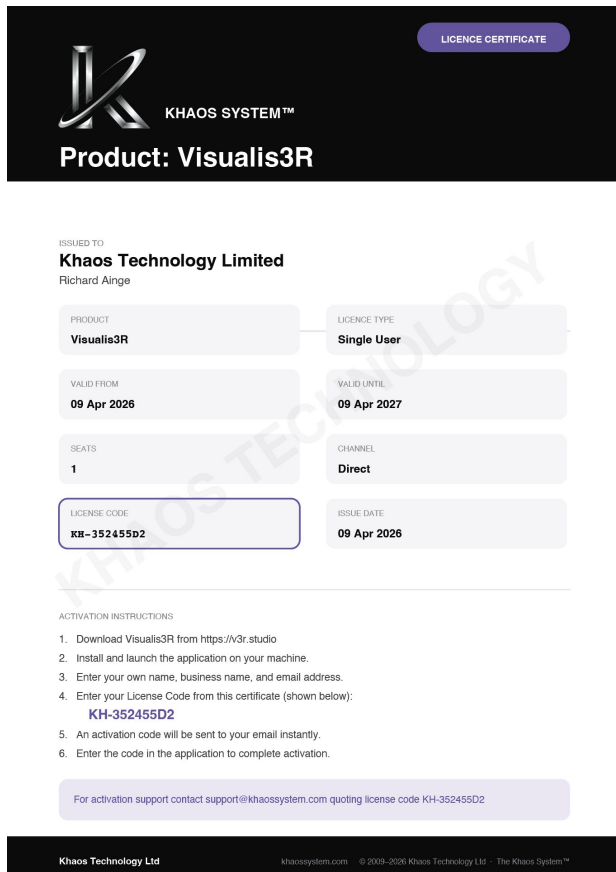 LICENCE CERTIFICATE
KHAOS SYSTEM™
Product: Visualis3R
ISSUED TO
Khaos Technology Limited
Richard Ainge
PRODUCT
Visualis3R
LICENCE TYPE
Single User
VALID FROM
09 Apr 2026
VALID UNTIL
09 Apr 2027
SEATS
1
CHANNEL
Direct
LICENSE CODE
KH-352455D2
ISSUE DATE
09 Apr 2026
KHAOS TECHNOLOGY
ACTIVATION INSTRUCTIONS
1. Download Visualis3R from https://v3r.studio
2. Install and launch the application on your machine.
3. Enter your own name, business name, and email address.
4. Enter your License Code from this certificate (shown below):
KH-352455D2
5. An activation code will be sent to your email instantly.
6. Enter the code in the application to complete activation.
For activation support contact support@khaossystem.com quoting license code KH-352455D2
Khaos Technology Ltd
khaossystem.com © 2009–2026 Khaos Technology Ltd · The Khaos System™